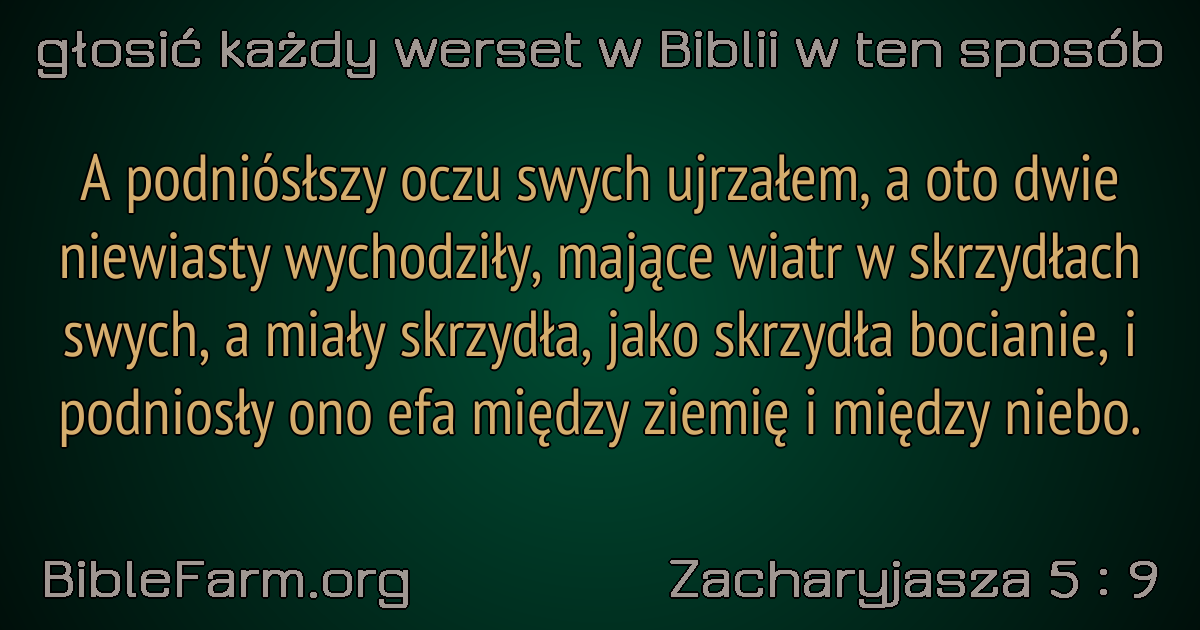 głosić każdy werset w Biblii w ten sposób
A podniósłszy oczu swych ujrzałem, a oto dwie
niewiasty wychodziły, mające wiatr w skrzydłach
swych, a miały skrzydła, jako skrzydła bocianie, i
podniosły ono efa między ziemię i między niebo.
BibleFarm.org
Zacharyjasza 5 : 9